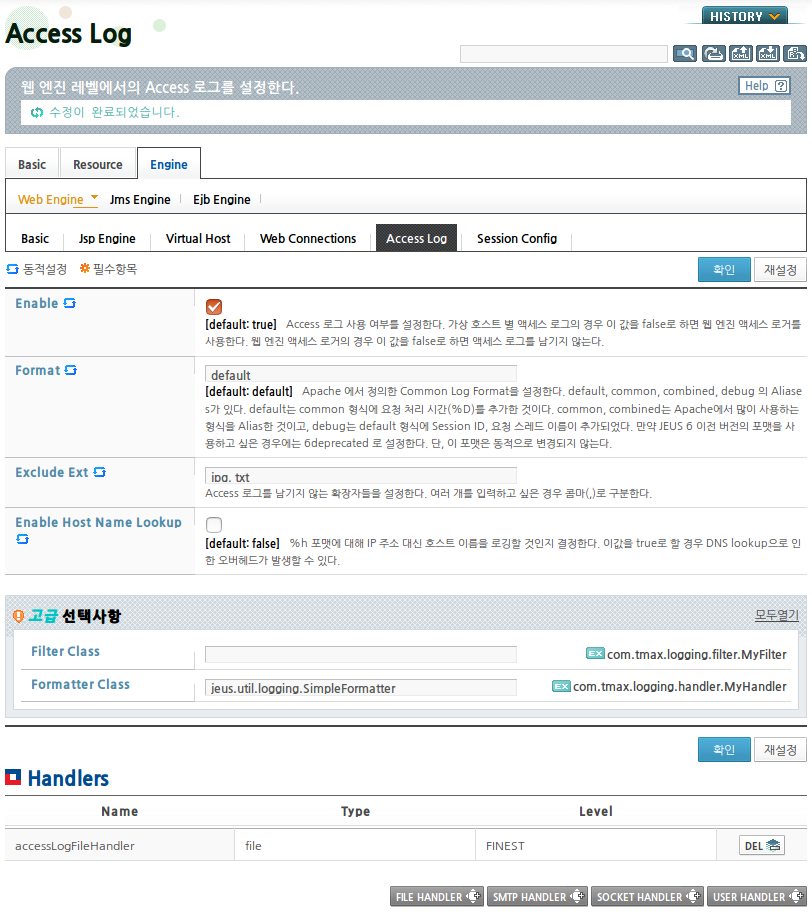 HISTORY
Access Log
웹 엔진 레벨에서의 Access 로그를 설정한다.
Help
수정이 완료되었습니다.
Basic Resource Engine
Web Engine Jms Engine Ejb Engine
Basic Jsp Engine Virtual Host Web Connections Access Log Session Config
동적설정 필수항목 확인 재설정
Enable
[default: true] Access 로그 사용 여부를 설정한다. 가상 호스트 별 액세스 로그의 경우 이 값을 false로 하면 웹 엔진 액세스 로거를
사용한다. 웹 엔진 액세스 로거의 경우 이 값을 false로 하면 액세스 로그를 남기지 않는다.
Format
default
[default: default] Apache 에서 정의한 Common Log Format을 설정한다. default, common, combined, debug 의 Aliase
s가 있다. default는 common 형식에 요청 처리 시간(%D)를 추가한 것이다. common, combined는 Apache에서 많이 사용하는
형식을 Alias한 것이고, debug는 default 형식에 Session ID, 요청 스레드 이름이 추가되었다. 만약 JEUS 6 이전 버전의 포맷을 사
용하고 싶은 경우에는 6deprecated 로 설정한다. 단, 이 포맷은 동적으로 변경되지 않는다.
Exclude Ext
jpg, txt
Access 로그를 남기지 않는 확장자들을 설정한다. 여러 개를 입력하고 싶은 경우 콤마(,)로 구분한다.
Enable Host Name Lookup
[default: false] %h 포맷에 대해 IP 주소 대신 호스트 이름을 로깅할 것인지 결정한다. 이값을 true로 할 경우 DNS lookup으로 인
한 오버헤드가 발생할 수 있다.
고급 선택사항 모두열기
Filter Class EX com.tmax.logging.filter.MyFilter
Formatter Class jeus.util.logging.SimpleFormatter EX com.tmax.logging.handler.MyHandler
확인 재설정
Handlers
Name Type Level
accessLogFileHandler file FINEST DEL
FILE HANDLER SMTP HANDLER SOCKET HANDLER USER HANDLER